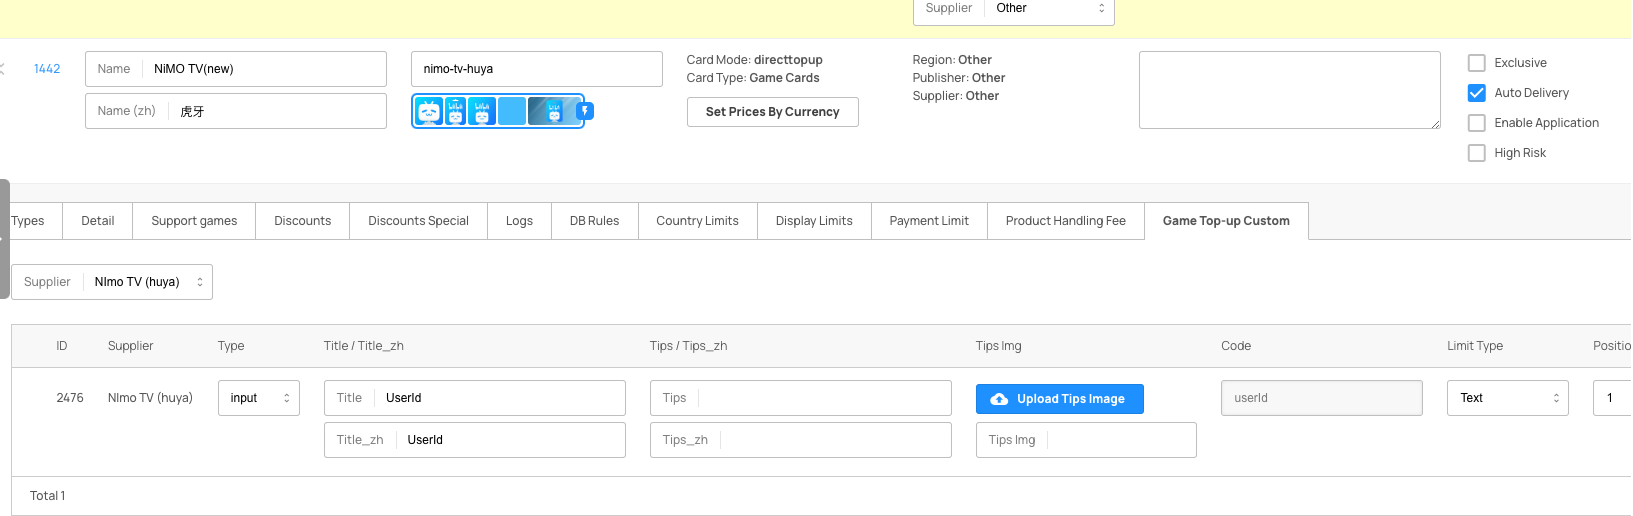 Supplier Other
1442
Name NiMO TV(new)
Name (zh) 虎牙
nimo-tv-huya
Card Mode: directtopup
Card Type: Game Cards
Set Prices By Currency
Region: Other
Publisher: Other
Supplier: Other
Exclusive
Auto Delivery
Enable Application
High Risk
Types Detail Support games Discounts Discounts Special Logs DB Rules Country Limits Display Limits Payment Limit Product Handling Fee Game Top-up Custom
Supplier NImo TV (huya)
ID Supplier Type Title / Title_zh Tips / Tips_zh Tips Img Code Limit Type Positio
2476 NImo TV (huya) input Title UserId Tips Upload Tips Image userId Text 1
Title_zh UserId Tips_zh Tips Img
Total 1